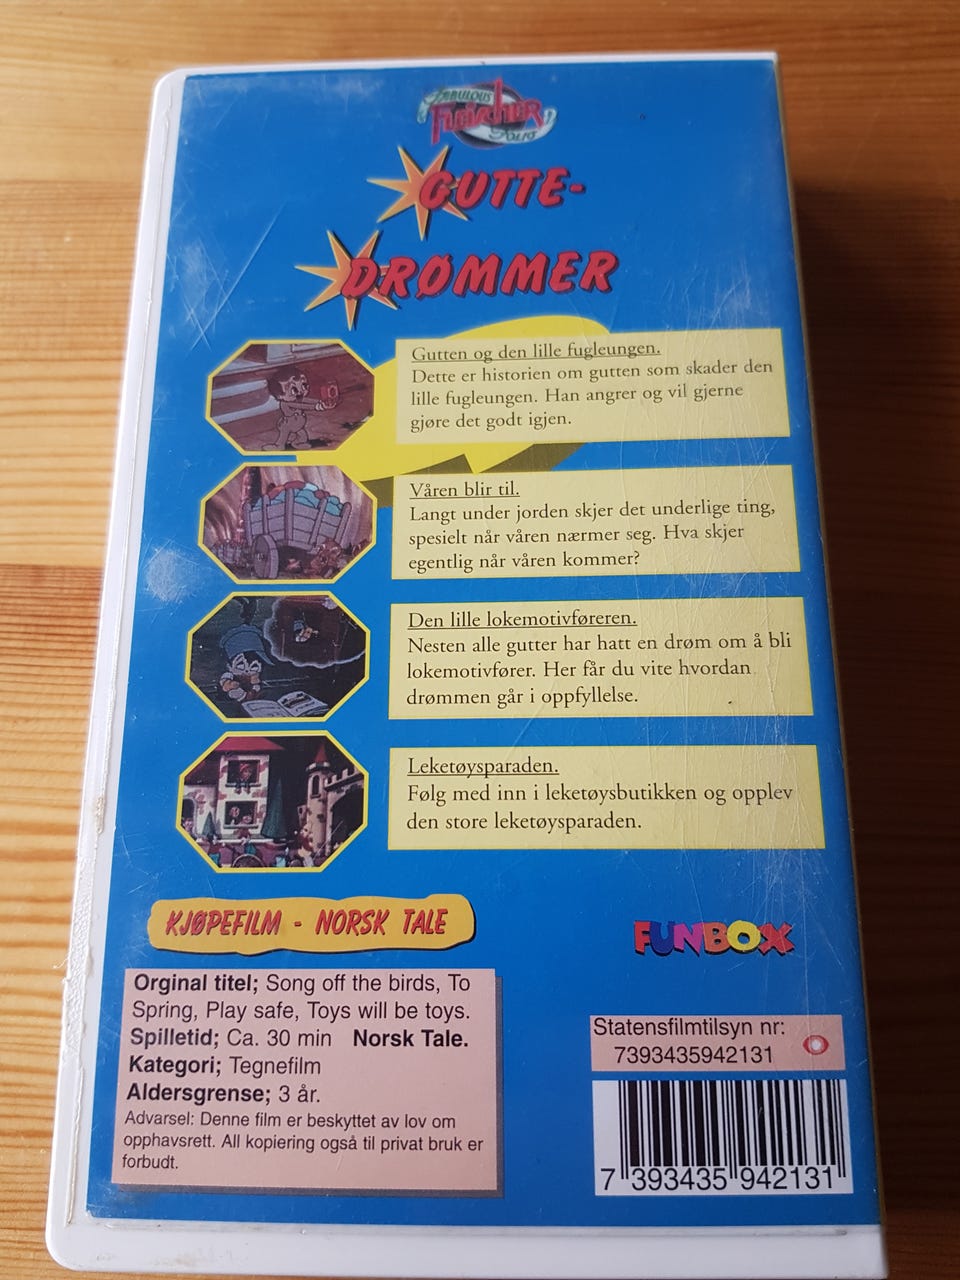 FABULOUS
FLEISCHER
Folio
GUTTE-
DRØMMER
Gutten og den lille fugleungen.
Dette er historien om gutten som skader den
lille fugleungen. Han angrer og vil gjerne
gjøre det godt igjen.
Våren blir til.
Langt under jorden skjer det underlige ting,
spesielt når våren nærmer seg. Hva skjer
egentlig når våren kommer?
Den lille lokemotivføreren.
Nesten alle gutter har hatt en drøm om å bli
lokemotivfører. Her får du vite hvordan
drømmen går i oppfyllelse.
Leketøysparaden.
Følg med inn i leketøysbutikken og opplev
den store leketøysparaden.
KJØPEFILM - NORSK TALE
FUNBOX
Orginal titel; Song off the birds, To
Spring, Play safe, Toys will be toys.
Spilletid; Ca. 30 min Norsk Tale.
Kategori; Tegnefilm
Aldersgrense; 3 år.
Advarsel: Denne film er beskyttet av lov om
opphavsrett. All kopiering også til privat bruk er
forbudt.
Statensfilmtilsyn nr:
7393435942131
7 393435 942131